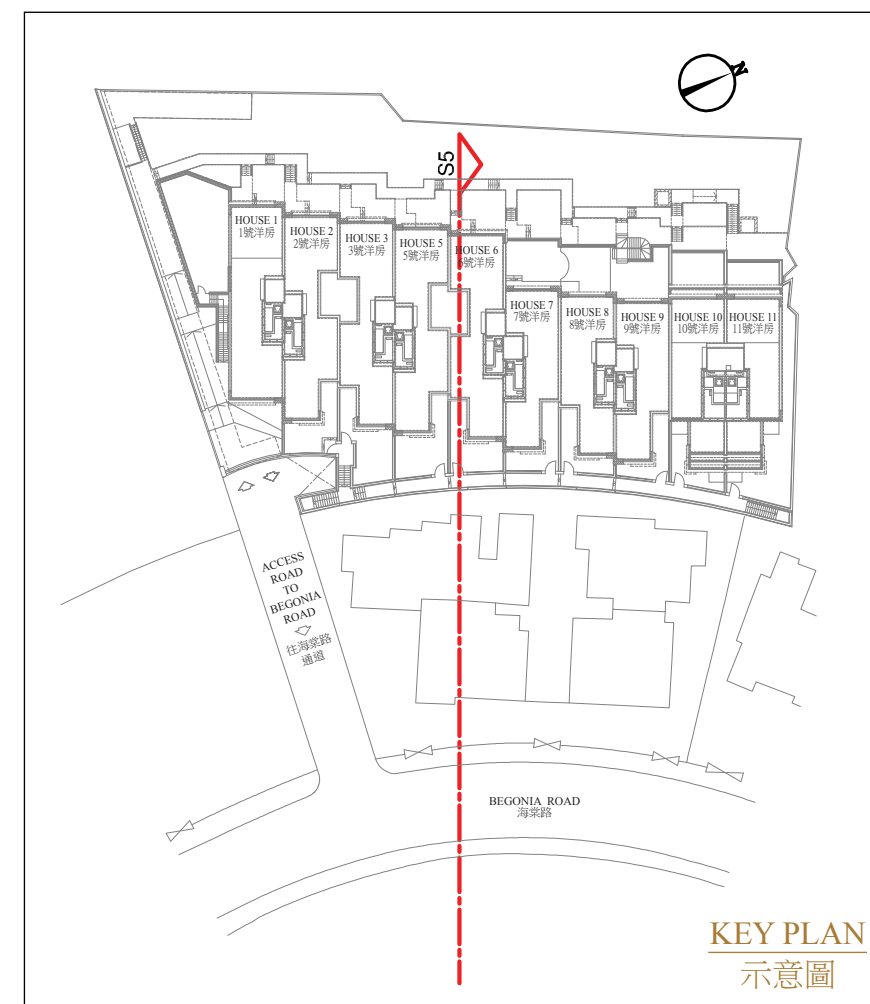 N
S5
HOUSE 1
1號洋房
HOUSE 2
2號洋房
HOUSE 3
3號洋房
HOUSE 5
5號洋房
HOUSE 6
6號洋房
HOUSE 7
7號洋房
HOUSE 8
8號洋房
HOUSE 9
9號洋房
HOUSE 10
10號洋房
HOUSE 11
11號洋房
ACCESS
ROAD
TO
BEGONIA
ROAD
往海棠路
通道
BEGONIA ROAD
海棠路
KEY PLAN
示意圖